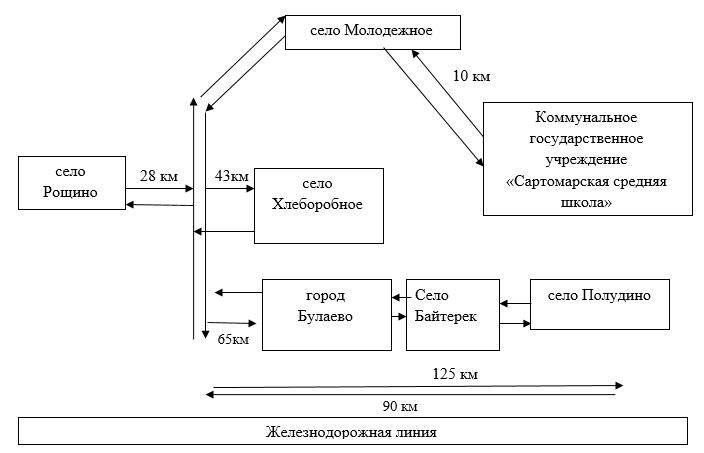 село Молодежное
10 км
Коммунальное
государственное
учреждение
«Сартомарская средняя
школа»
село
Рощино
28 км
43км
село
Хлеборобное
город
Булаево
Село
Байтерек
село Полудино
65км
125 км
90 км
Железнодорожная линия